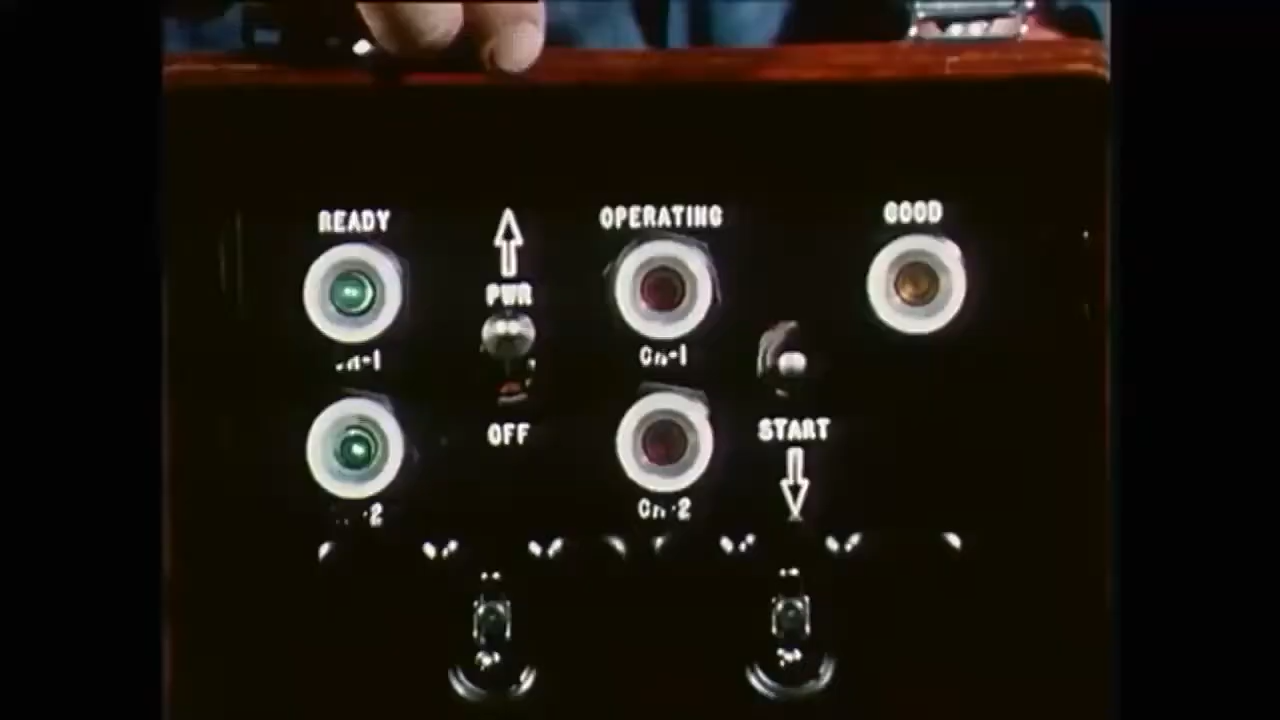 READY
PWR
OFF
OPERATING
CH-1
CH-2
START
GOOD